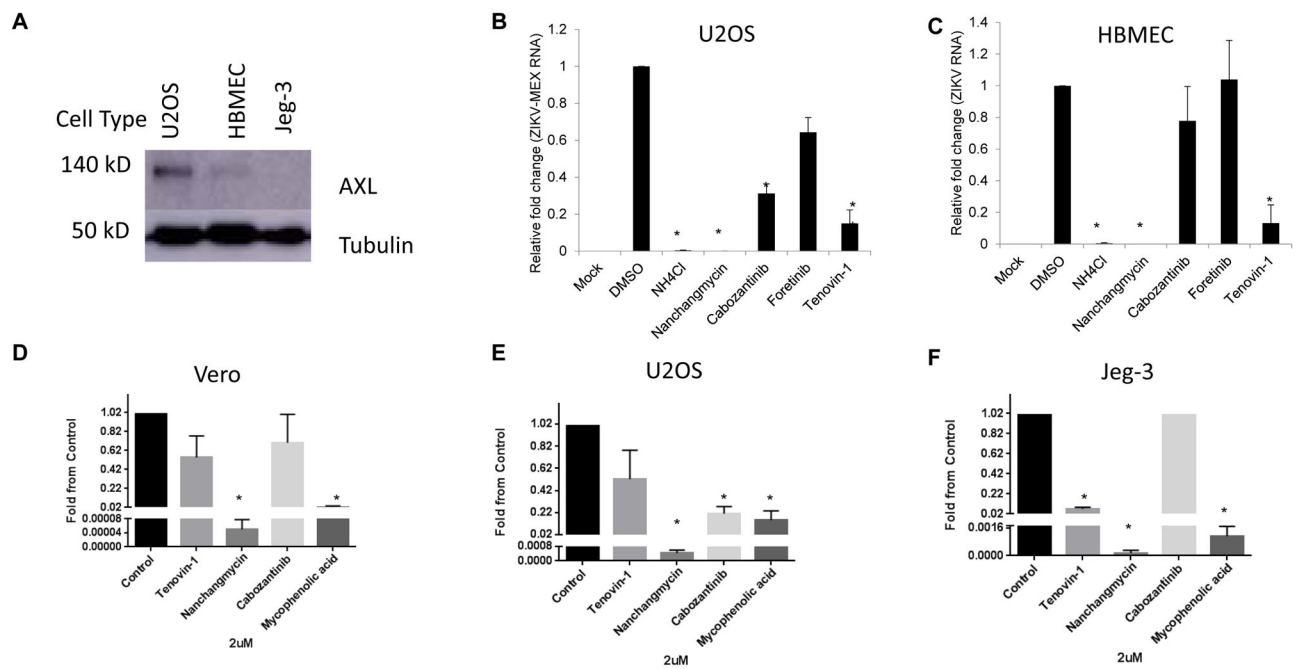 A
Cell Type
U2OS
HBMEC
Jeg-3
140 kD
AXL
50 kD
Tubulin
B
U2OS
Relative fold change (ZIKV-MEX RNA)
1.2
1
0.8
0.6
0.4
0.2
0
*
*
*
*
Mock
DMSO
NH4Cl
Nanchangmycin
Cabozantinib
Foretinib
Tenovin-1
C
HBMEC
Relative fold change (ZIKV RNA)
1.4
1.2
1
0.8
0.6
0.4
0.2
0
*
*
*
Mock
DMSO
NH4Cl
Nanchangmycin
Cabozantinib
Foretinib
Tenovin-1
D
Vero
Fold from Control
1.02
0.82
0.62
0.42
0.22
0.02
0.00008
0.00004
0.00000
*
*
Control
Tenovin-1
Nanchangmycin
Cabozantinib
Mycophenolic acid
2uM
E
U2OS
Fold from Control
1.02
0.82
0.62
0.42
0.22
0.02
0.0008
0.0000
*
*
*
Control
Tenovin-1
Nanchangmycin
Cabozantinib
Mycophenolic acid
2uM
F
Jeg-3
Fold from Control
1.02
0.82
0.62
0.42
0.22
0.02
0.0016
0.0000
*
*
*
Control
Tenovin-1
Nanchangmycin
Cabozantinib
Mycophenolic acid
2uM